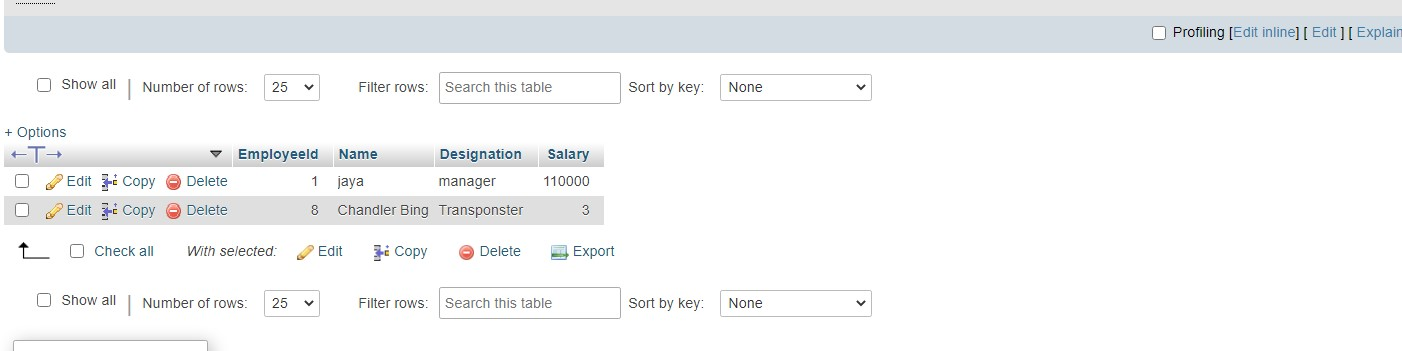 Profiling [Edit inline] [ Edit ] [ Explain
Show all | Number of rows: 25 Filter rows: Search this table Sort by key: None
+ Options
←T→ EmployeeId Name Designation Salary
Edit Copy Delete 1 jaya manager 110000
Edit Copy Delete 8 Chandler Bing Transponster 3
Check all With selected: Edit Copy Delete Export
Show all | Number of rows: 25 Filter rows: Search this table Sort by key: None